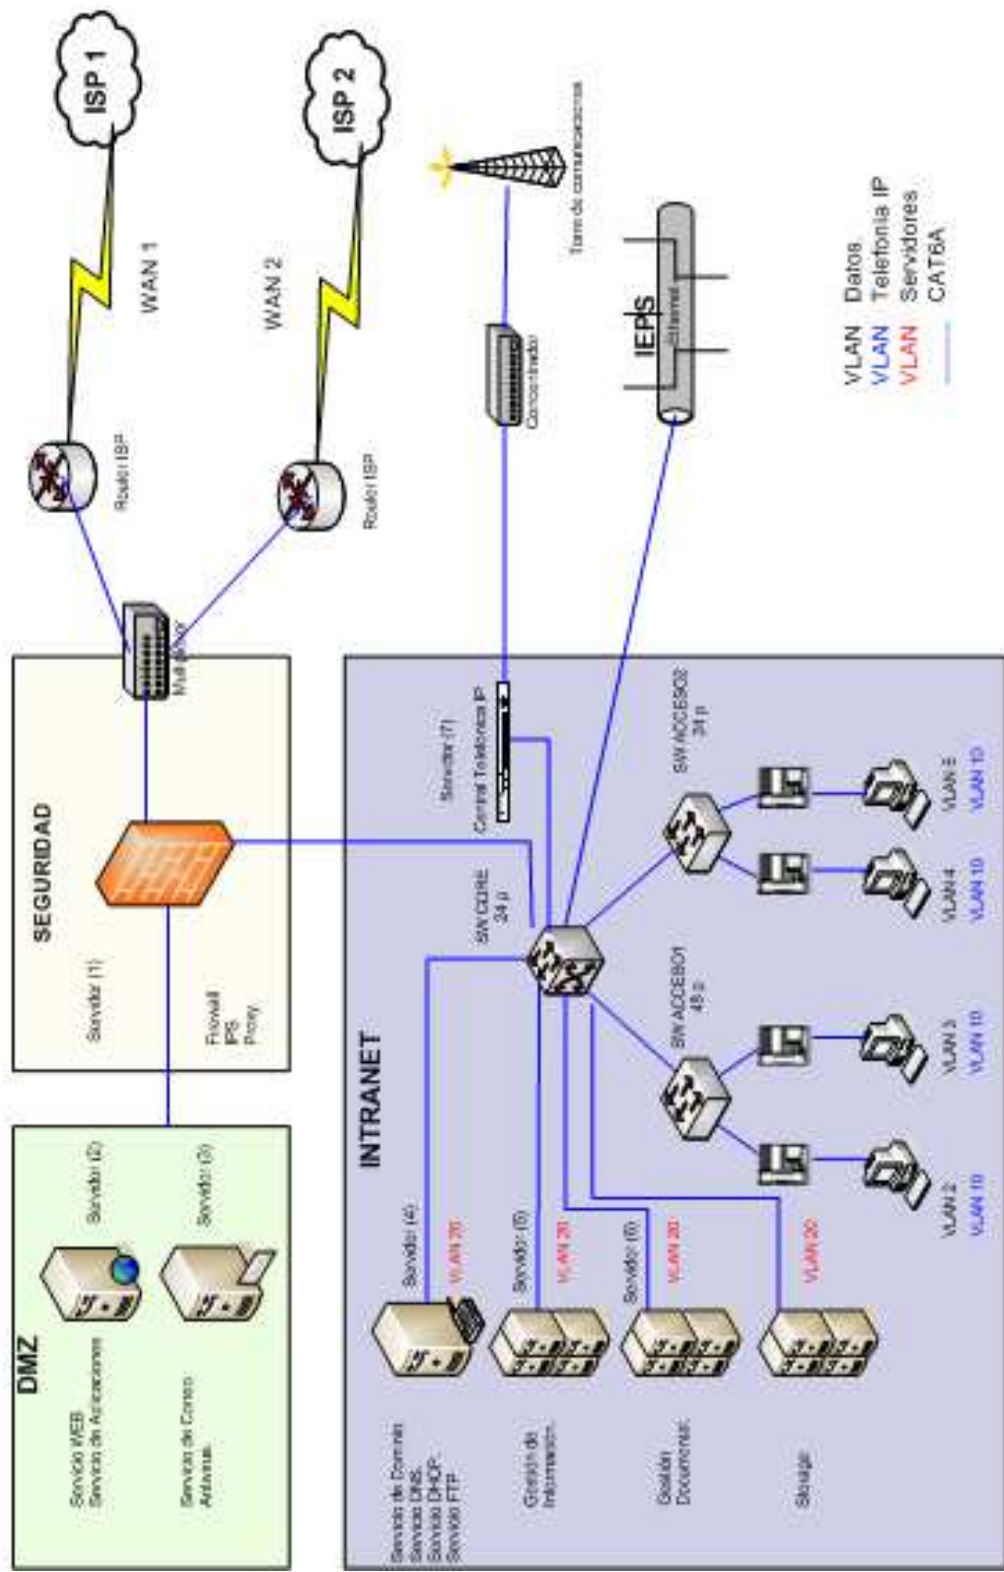 DMZ
Servicio WEB
Servicio de Aplicaciones
Servidor (2)
Servicio de Correo
Antivirus.
Servidor (3)
SEGURIDAD
Servidor (1)
Firewall
IPS
Proxy.
Router ISP
WAN 1
ISP 1
Router ISP
WAN 2
ISP 2
INTRANET
Servicio de Dominio
Servicio DNS.
Servicio DHCP.
Servicio FTP.
Servidor (4)
VLAN 20
Gestión de
Información.
Servidor (5)
VLAN 20
Gestión
Documental.
Servidor (6)
VLAN 20
Storage
VLAN 20
SW CORE
24 p
Servidor (7)
Central Telefónica IP
Concentrador
Torre de comunicaciones
IEPS
Ethernet
SW ACCESO1
48 p
SW ACCESO2
24 p
VLAN 2
VLAN 10
VLAN 3
VLAN 10
VLAN 4
VLAN 10
VLAN 5
VLAN 10
VLAN Datos
VLAN Telefonia IP
VLAN Servidores
CAT6A